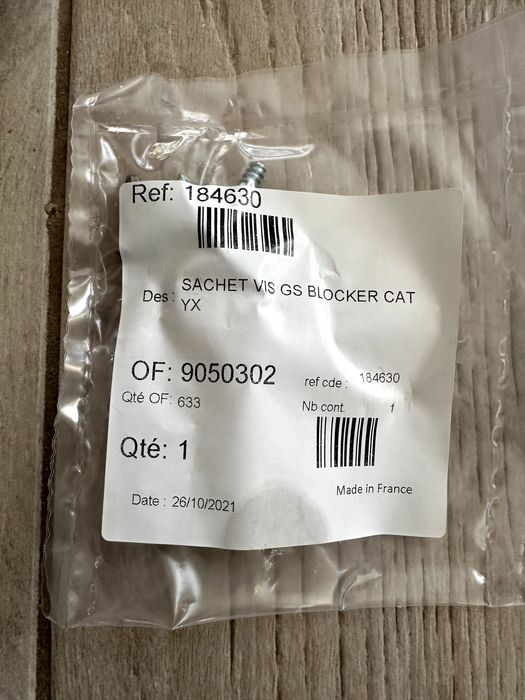 Ref: 184630
Des : SACHET VIS GS BLOCKER CAT
YX
OF: 9050302
ref cde : 184630
Qté OF: 633
Nb cont. 1
Qté: 1
Made in France
Date : 26/10/2021